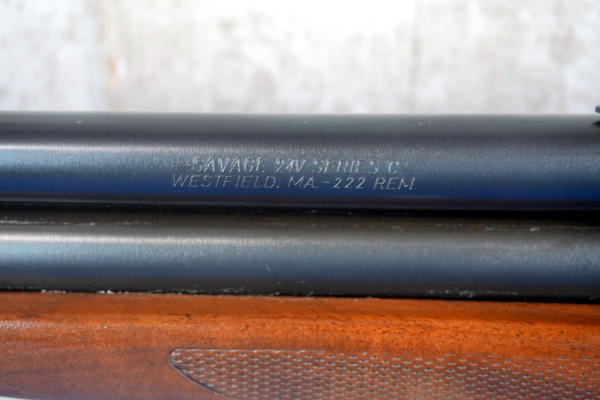 -SAVAGE 24V SERIES C-
WESTFIELD, MA.-222 REM.